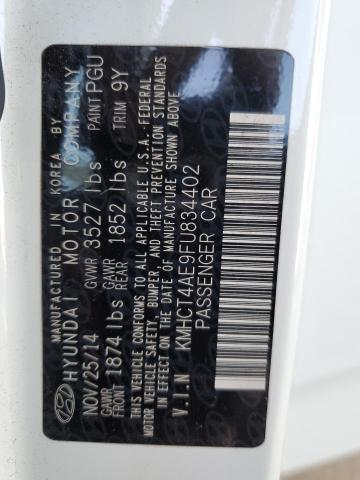 MANUFACTURED IN KOREA BY
HYUNDAI MOTOR COMPANY
NOV/25/14 GVWR 3527 lbs PAINT PGU
GAWR FRONT 1874 lbs GAWR REAR 1852 lbs TRIM 9Y
THIS VEHICLE CONFORMS TO ALL APPLICABLE U.S.A. FEDERAL
MOTOR VEHICLE SAFETY, BUMPER, AND THEFT PREVENTION STANDARDS
IN EFFECT ON THE DATE OF MANUFACTURE SHOWN ABOVE
V.I.N KMHCT4AE9FU834402
PASSENGER CAR